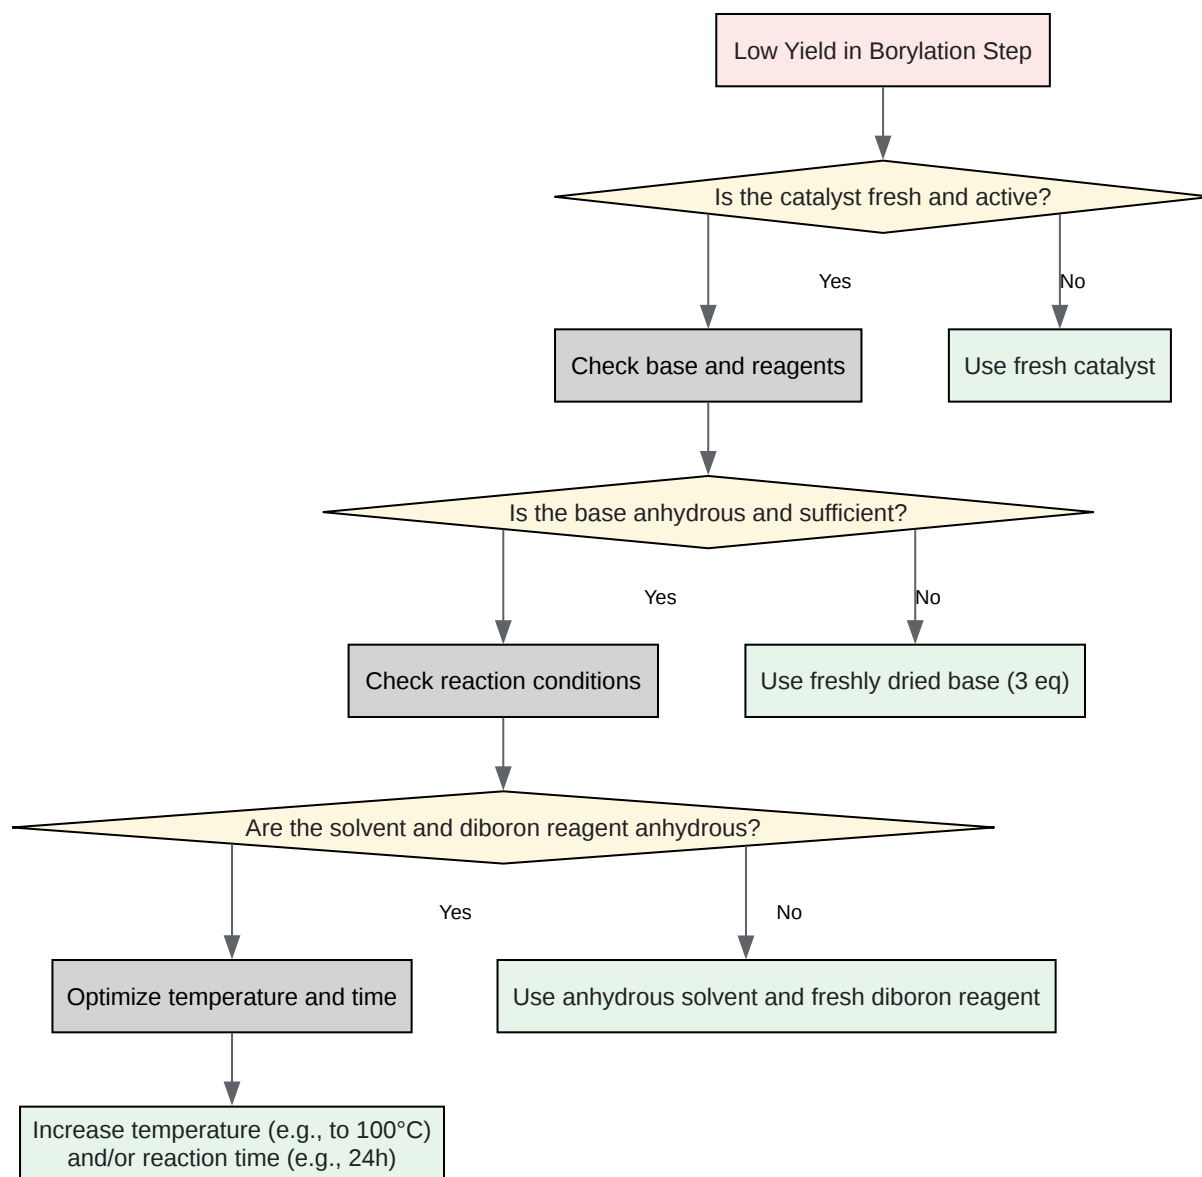 Low Yield in Borylation Step
Is the catalyst fresh and active?
Yes
No
Check base and reagents
Use fresh catalyst
Is the base anhydrous and sufficient?
Yes
No
Check reaction conditions
Use freshly dried base (3 eq)
Are the solvent and diboron reagent anhydrous?
Yes
No
Optimize temperature and time
Use anhydrous solvent and fresh diboron reagent
Increase temperature (e.g., to 100°C)
and/or reaction time (e.g., 24h)